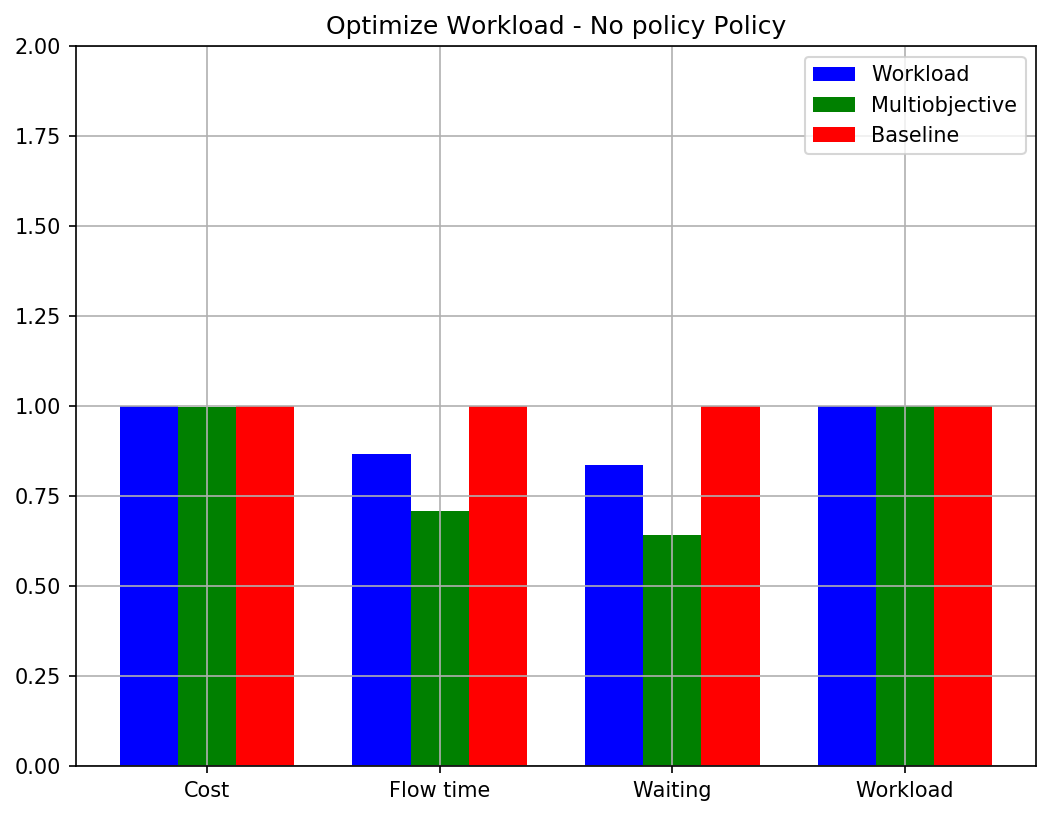 Optimize Workload - No policy Policy
2.00
1.75
1.50
1.25
1.00
0.75
0.50
0.25
0.00
Workload
Multiobjective
Baseline
Cost
Flow time
Waiting
Workload